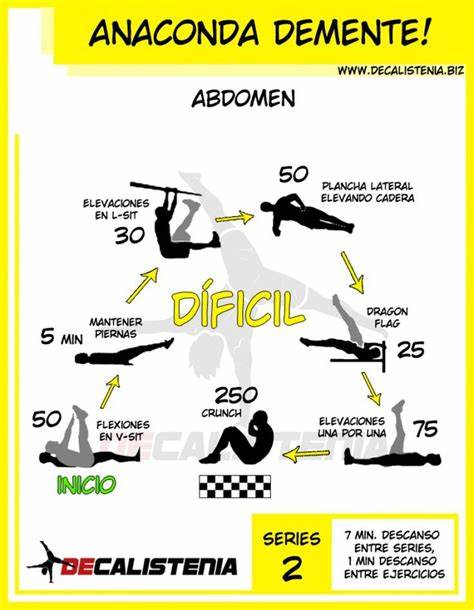 ANACONDA DEMENTE!
WWW.DECALISTENIA.BIZ
ABDOMEN
ELEVACIONES
EN L-SIT
30
50
PLANCHA LATERAL
ELEVANDO CADERA
DÍFICIL
5 MIN
MANTENER
PIERNAS
DRAGON
FLAG
25
50
FLEXIONES
EN V-SIT
INICIO
250
CRUNCH
ELEVACIONES
UNA POR UNA
75
DECALISTENIA
DECALISTENIA
SERIES
2
7 MIN. DESCANSO
ENTRE SERIES,
1 MIN DESCANSO
ENTRE EJERCICIOS